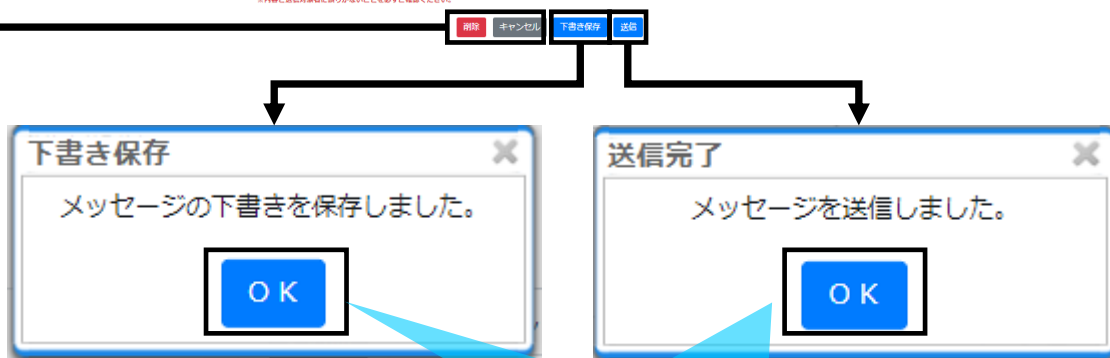 削除 キャンセル 下書き保存 送信
下書き保存
メッセージの下書きを保存しました。
OK
送信完了
メッセージを送信しました。
OK